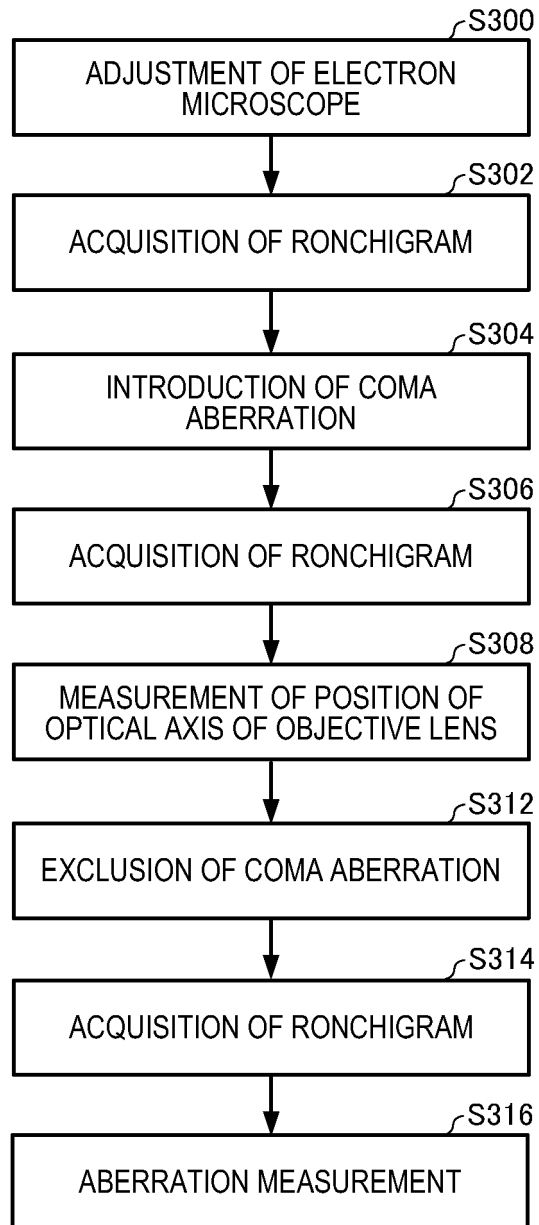 S300
ADJUSTMENT OF ELECTRON
MICROSCOPE
S302
ACQUISITION OF RONCHIGRAM
S304
INTRODUCTION OF COMA
ABERRATION
S306
ACQUISITION OF RONCHIGRAM
S308
MEASUREMENT OF POSITION OF
OPTICAL AXIS OF OBJECTIVE LENS
S312
EXCLUSION OF COMA ABERRATION
S314
ACQUISITION OF RONCHIGRAM
S316
ABERRATION MEASUREMENT